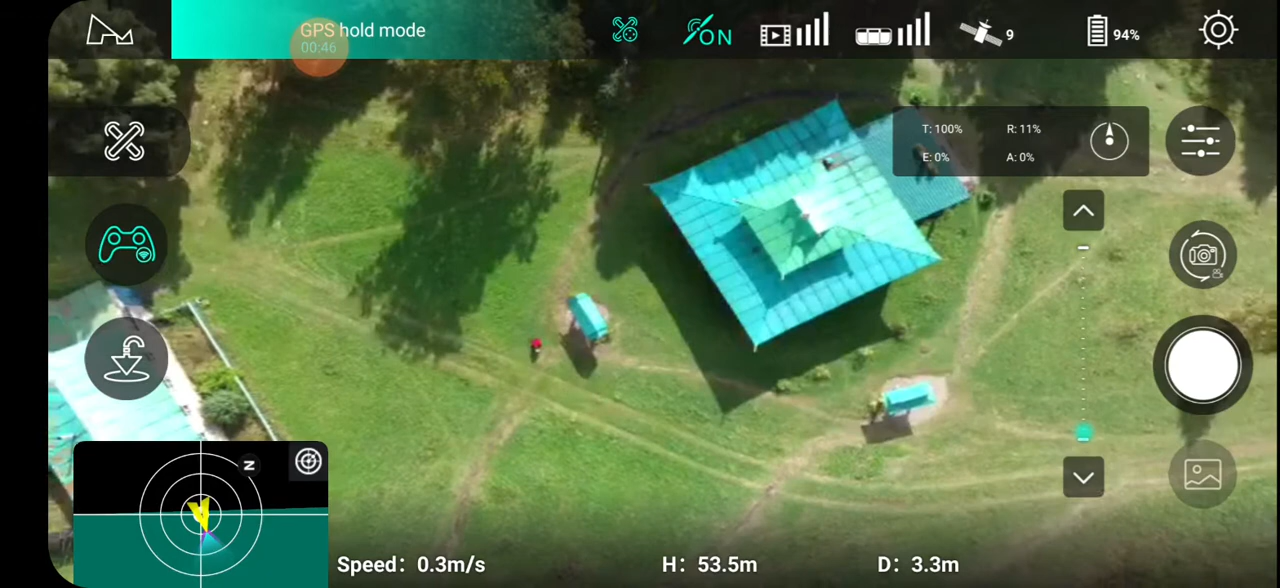 GPS hold mode
00:46
ON
9
94%
T: 100% R: 11%
E: 0% A: 0%
N
Speed: 0.3m/s H: 53.5m D: 3.3m